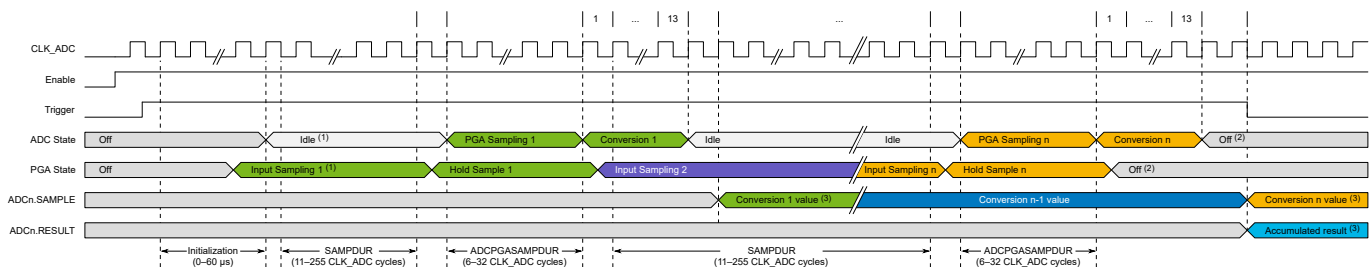 1 ... 13 ... 1 ... 13
CLK_ADC
Enable
Trigger
ADC State Off Idle (1) PGA Sampling 1 Conversion 1 Idle Idle PGA Sampling n Conversion n Off (2)
PGA State Off Input Sampling 1 (1) Hold Sample 1 Input Sampling 2 Input Sampling n Hold Sample n Off (2)
ADCn.SAMPLE Conversion 1 value (3) Conversion n-1 value Conversion n value (3)
ADCn.RESULT Accumulated result (3)
Initialization SAMPDUR ADCPGASAMPDUR SAMPDUR ADCPGASAMPDUR
(0–60 µs) (11–255 CLK_ADC cycles) (6–32 CLK_ADC cycles) (11–255 CLK_ADC cycles) (6–32 CLK_ADC cycles)